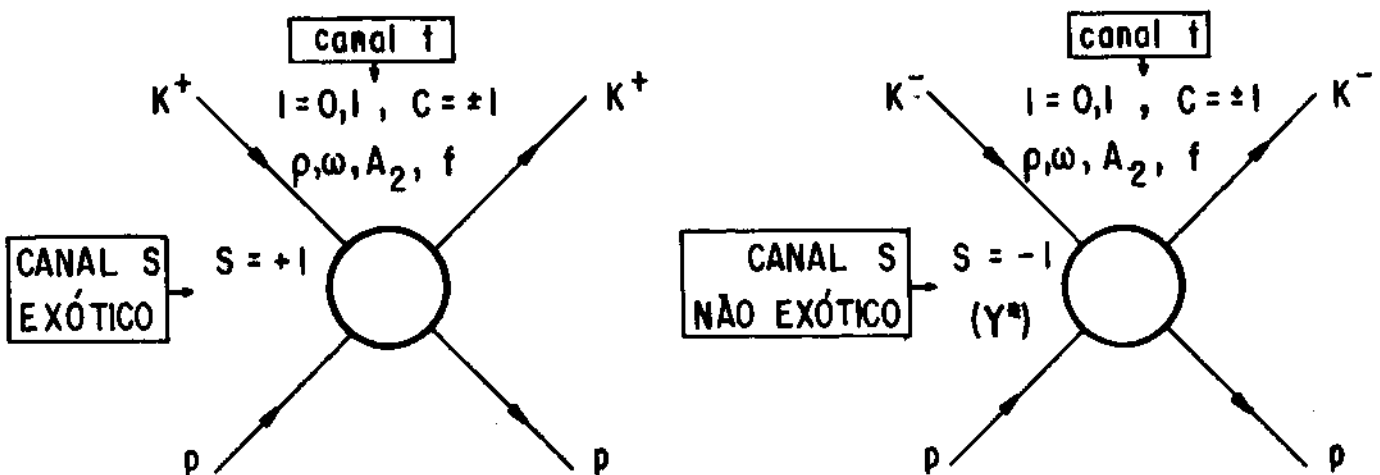 canal t
K⁺ I = 0,1 , C = ±1 K⁺
ρ,ω, A₂, f
CANAL S
EXÓTICO
S = +1
p p
canal t
K⁻ I = 0,1 , C = ±1 K⁻
ρ,ω, A₂, f
CANAL S
NÃO EXÓTICO
S = -1
(Y*)
p p